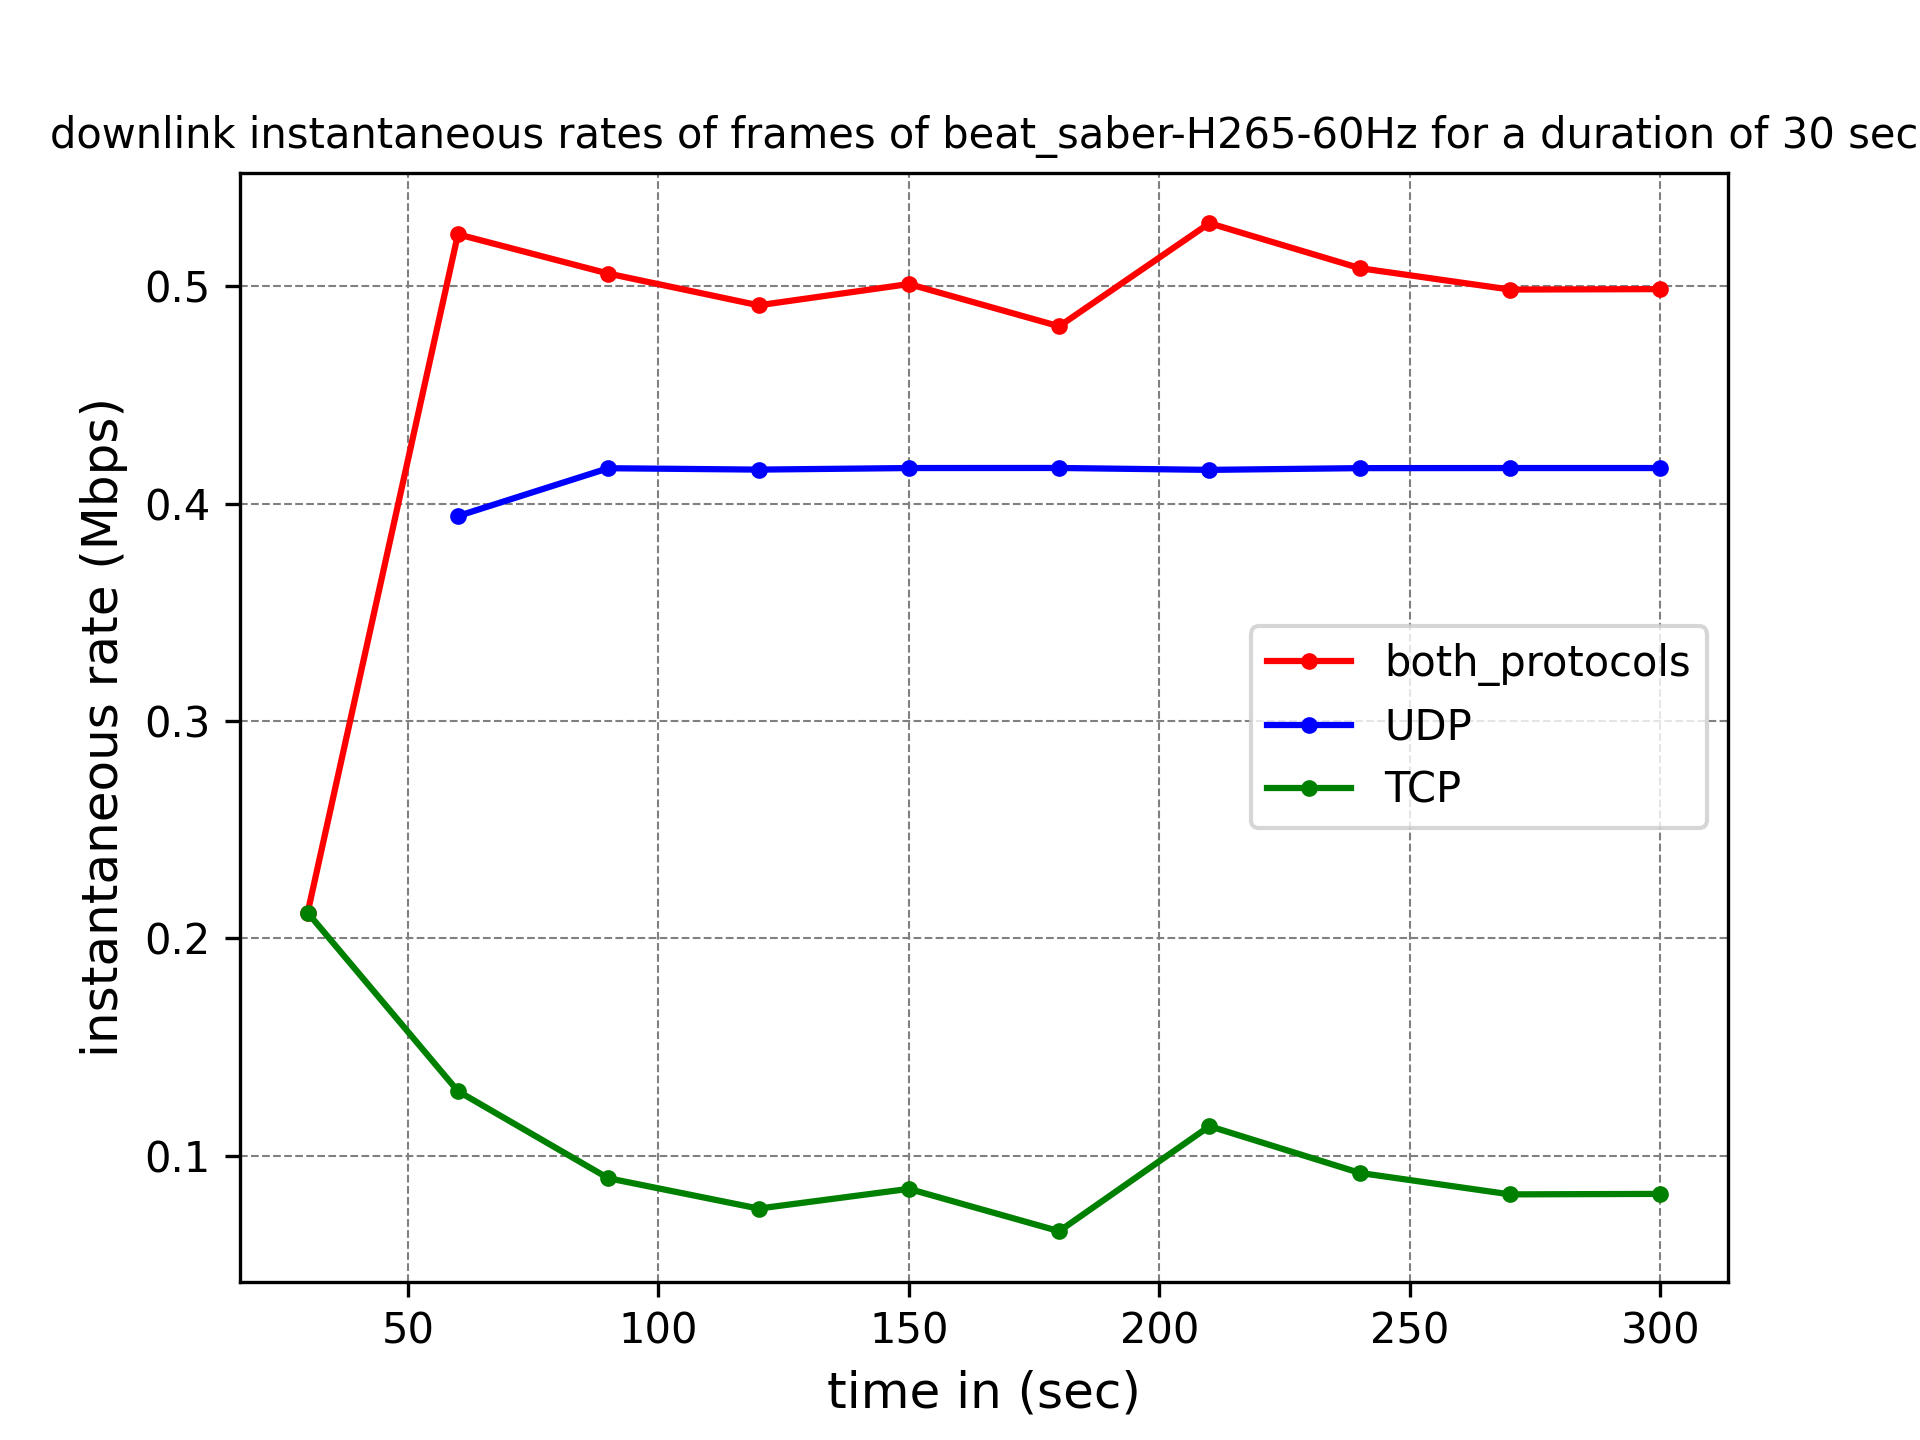 downlink instantaneous rates of frames of beat_saber-H265-60Hz for a duration of 30 sec
instantaneous rate (Mbps)
0.5
0.4
0.3
0.2
0.1
both_protocols
UDP
TCP
50 100 150 200 250 300
time in (sec)